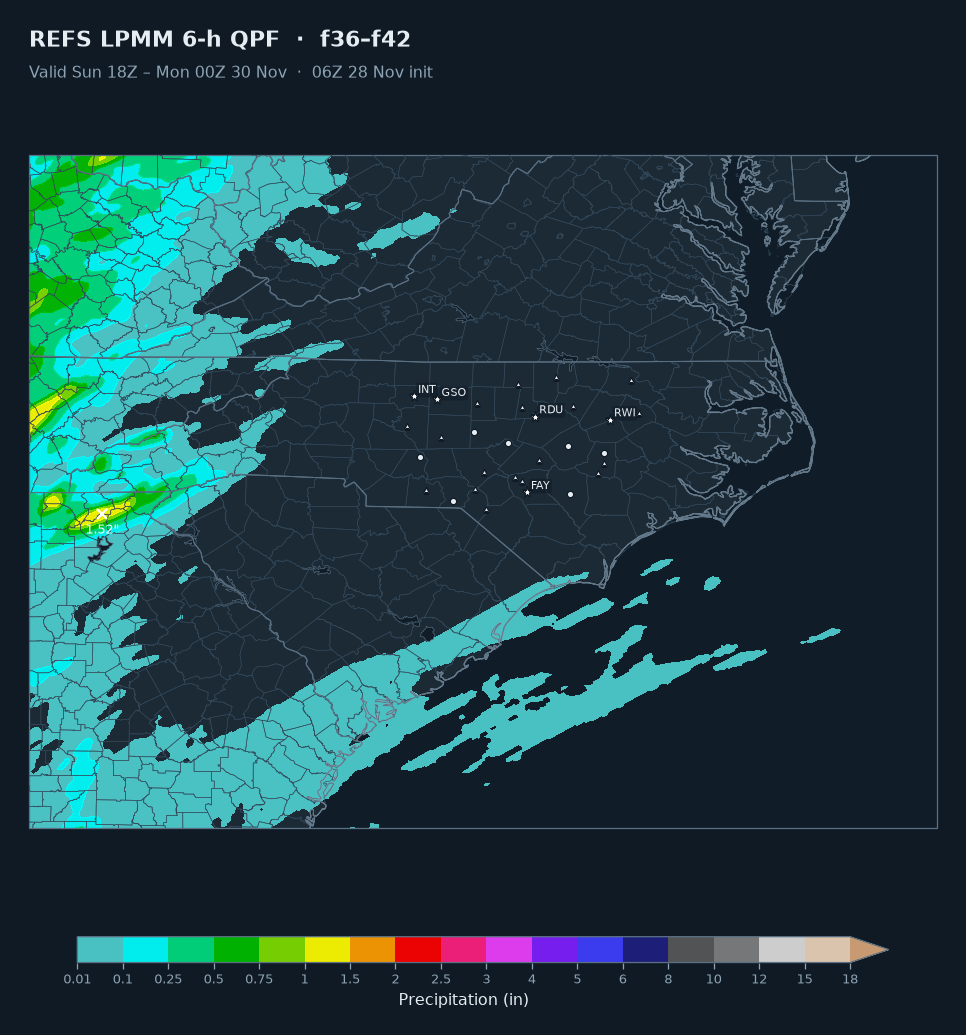 REFS LPMM 6-h QPF · f36–f42
Valid Sun 18Z – Mon 00Z 30 Nov · 06Z 28 Nov init
INT GSO
RDU RWI
FAY
1.52"
0.01 0.1 0.25 0.5 0.75 1 1.5 2 2.5 3 4 5 6 8 10 12 15 18
Precipitation (in)